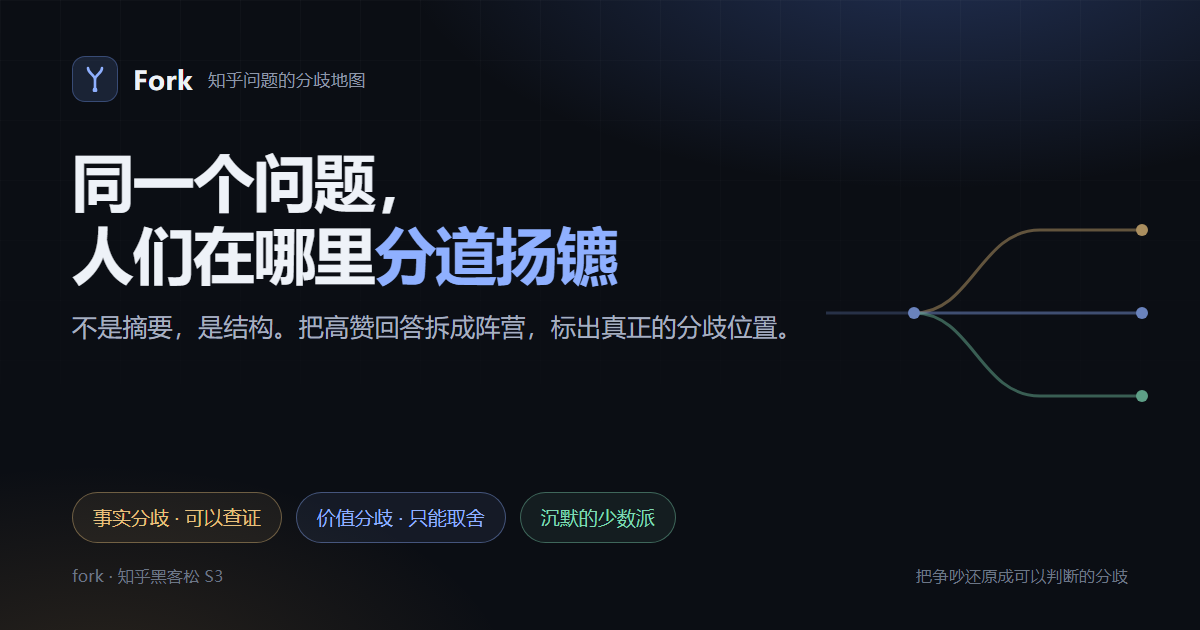 Fork 知乎问题的分歧地图
同一个问题，
人们在哪里分道扬镳
不是摘要，是结构。把高赞回答拆成阵营，标出真正的分歧位置。
事实分歧 · 可以查证
价值分歧 · 只能取舍
沉默的少数派
fork · 知乎黑客松 S3
把争吵还原成可以判断的分歧